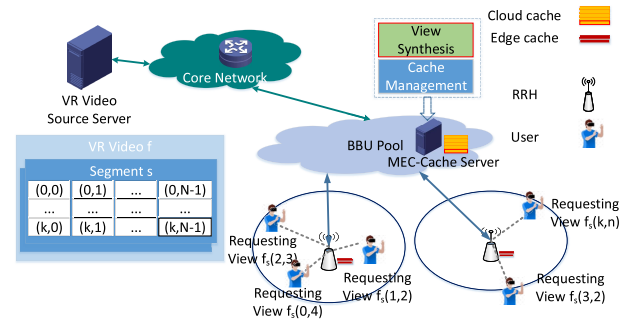 Cloud cache
View
Synthesis
Edge cache
Core Network
Cache
Management
RRH
VR Video
Source Server
User
VR Video f
BBU Pool
MEC-Cache Server
Segment s
(0,0) (0,1) ... (0,N-1)
... ... ...
(k,0) (k,1) ... (k,N-1)
Requesting
View fs(2,3)
Requesting
View fs(0,4)
Requesting
View fs(1,2)
Requesting
View fs(k,n)
Requesting
View fs(3,2)